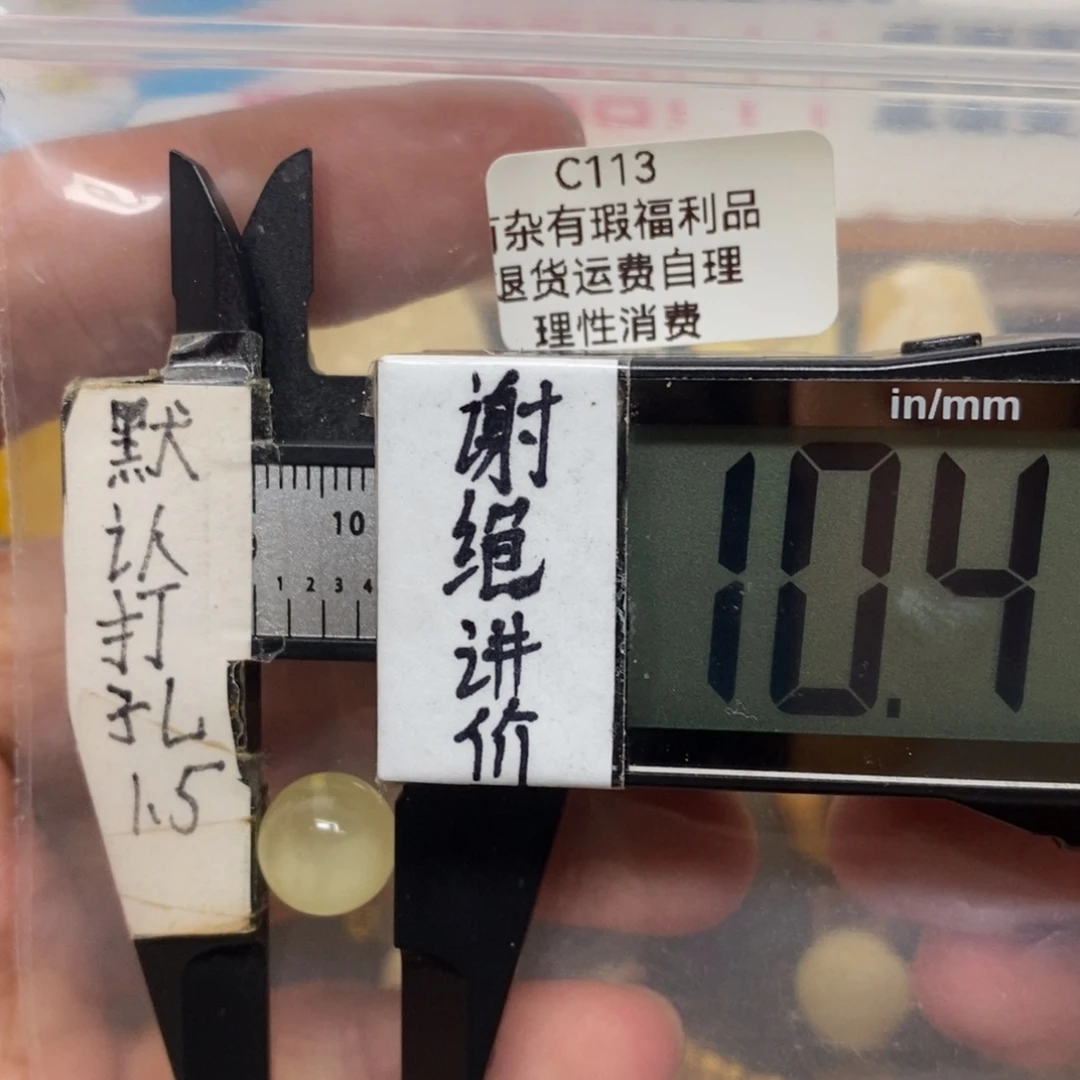 C113
杂有瑕福利品
退货运费自理
理性消费
in/mm
10.4
谢绝讲价
默认打孔
1.5
10
1 2 3 4